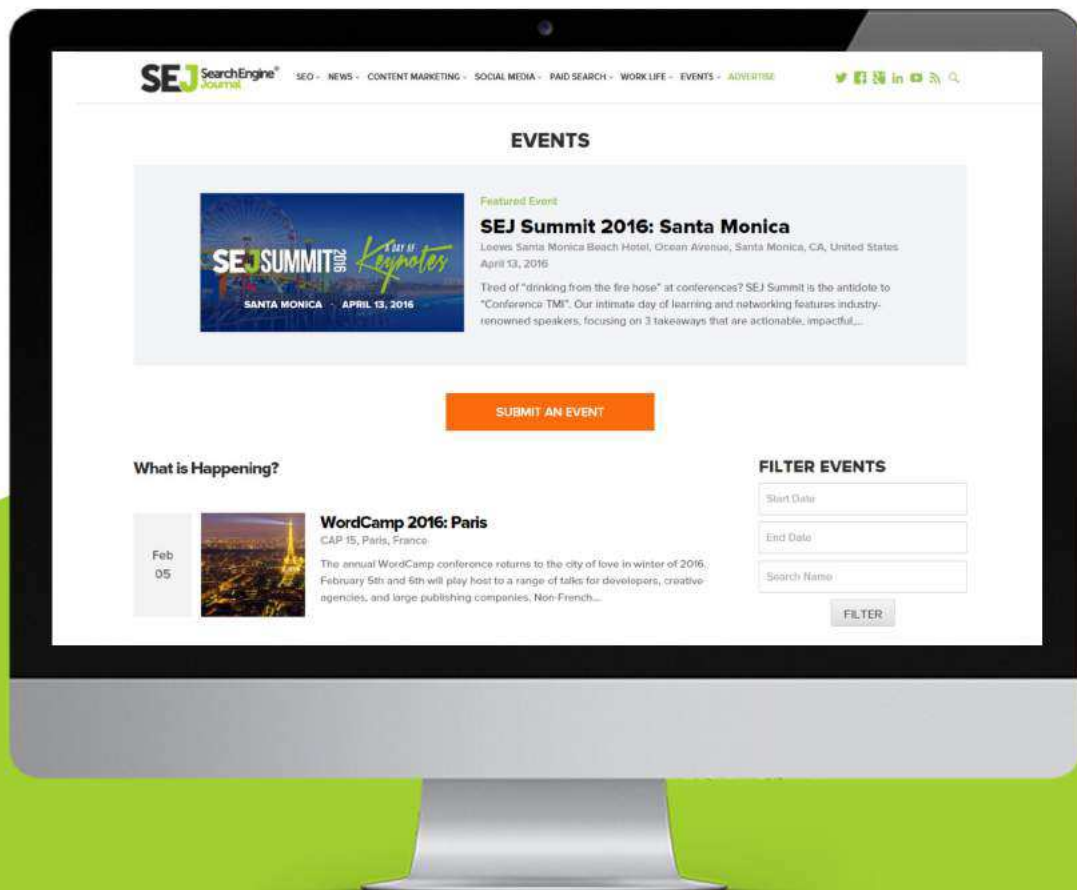 SEJ SearchEngine®
Journal
SEO NEWS CONTENT MARKETING SOCIAL MEDIA PAID SEARCH WORK LIFE EVENTS ADVERTISE
EVENTS
SEJ SUMMIT 2016
A DAY OF
Keynotes
SANTA MONICA - APRIL 13, 2016
Featured Event
SEJ Summit 2016: Santa Monica
Loews Santa Monica Beach Hotel, Ocean Avenue, Santa Monica, CA, United States
April 13, 2016
Tired of "drinking from the fire hose" at conferences? SEJ Summit is the antidote to
"Conference TMI". Our intimate day of learning and networking features industry-
renowned speakers, focusing on 3 takeaways that are actionable, impactful,...
SUBMIT AN EVENT
What is Happening?
Feb
05
WordCamp 2016: Paris
CAP 15, Paris, France
The annual WordCamp conference returns to the city of love in winter of 2016.
February 5th and 6th will play host to a range of talks for developers, creative
agencies, and large publishing companies. Non-French...
FILTER EVENTS
Start Date
End Date
Search Name
FILTER